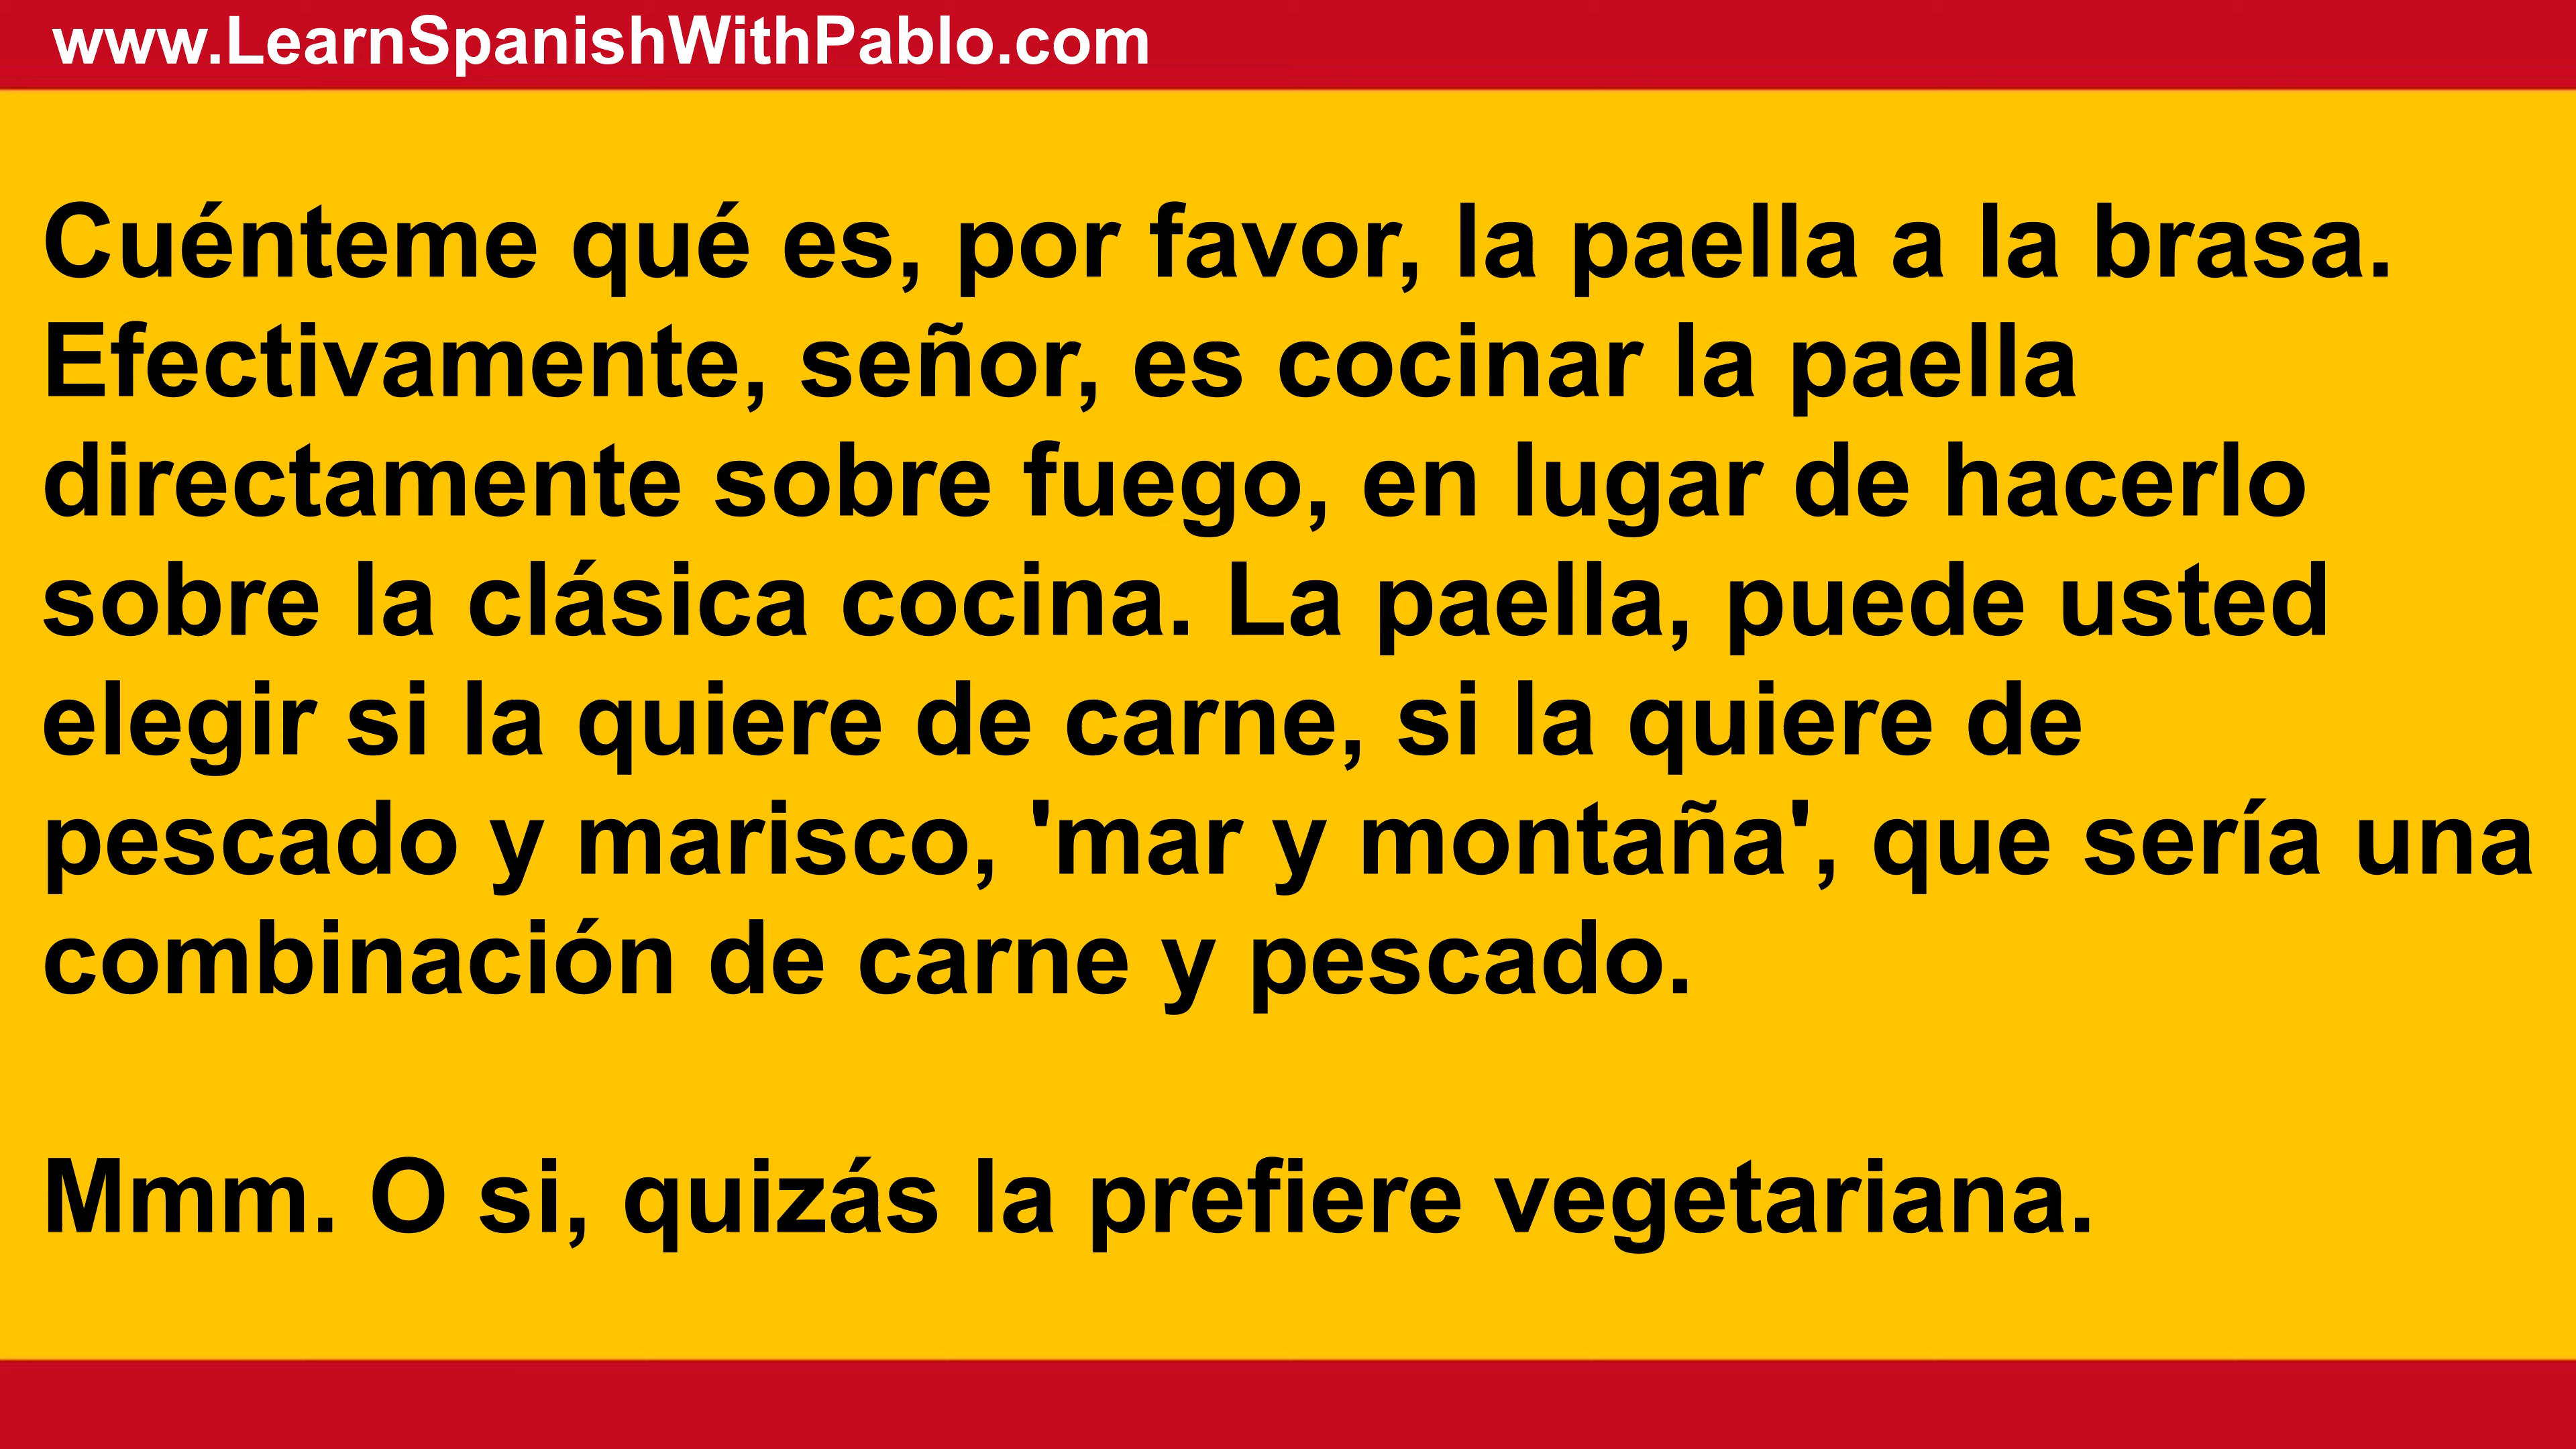 www.LearnSpanishWithPablo.com
Cuénteme qué es, por favor, la paella a la brasa.
Efectivamente, señor, es cocinar la paella
directamente sobre fuego, en lugar de hacerlo
sobre la clásica cocina. La paella, puede usted
elegir si la quiere de carne, si la quiere de
pescado y marisco, 'mar y montaña', que sería una
combinación de carne y pescado.
Mmm. O si, quizás la prefiere vegetariana.